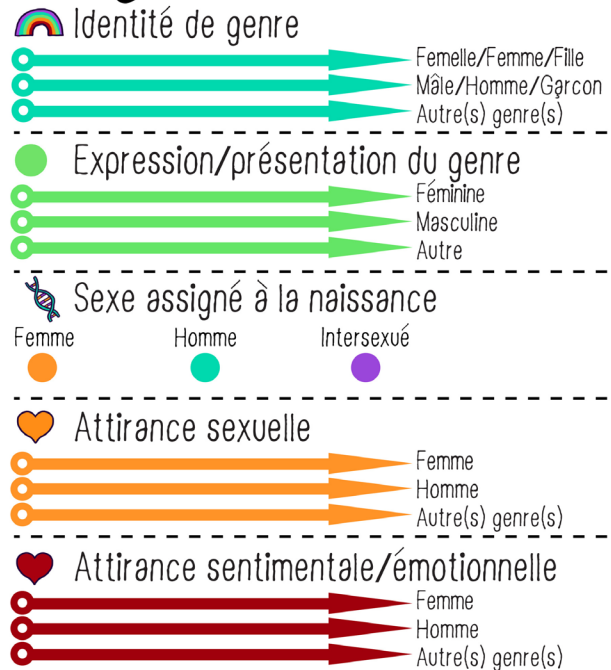 Identité de genre
Femelle/Femme/Fille
Mâle/Homme/Garçon
Autre(s) genre(s)
Expression/présentation du genre
Féminine
Masculine
Autre
Sexe assigné à la naissance
Femme Homme Intersexué
Attirance sexuelle
Femme
Homme
Autre(s) genre(s)
Attirance sentimentale/émotionnelle
Femme
Homme
Autre(s) genre(s)